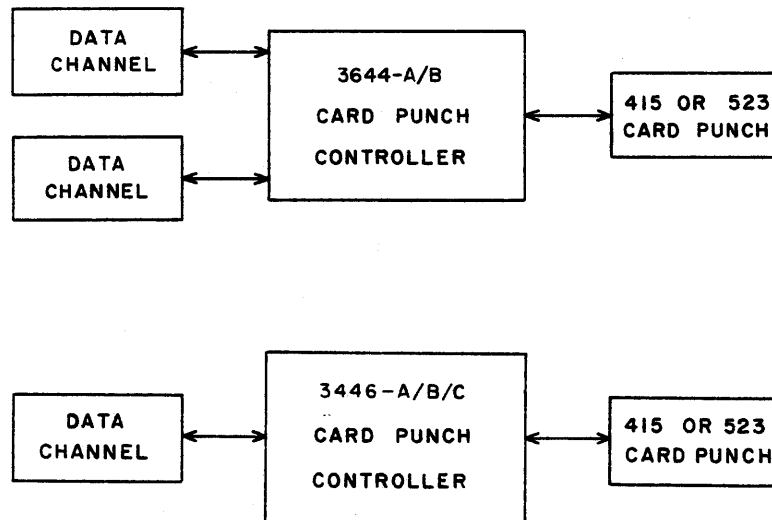 DATA
CHANNEL
DATA
CHANNEL
3644-A/B
CARD PUNCH
CONTROLLER
415 OR 523
CARD PUNCH
DATA
CHANNEL
3446-A/B/C
CARD PUNCH
CONTROLLER
415 OR 523
CARD PUNCH